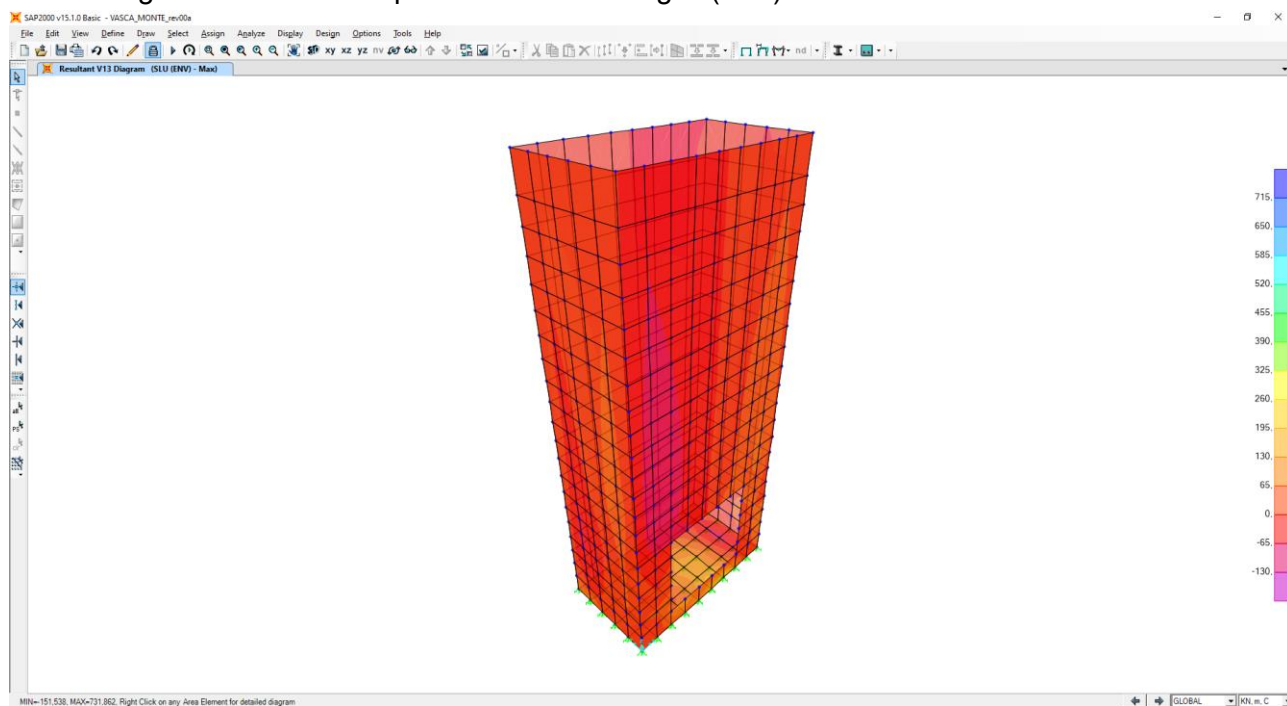 SAP2000 v15.1.0 Basic - VASCA_MONTE_rev00a
File Edit View Define Draw Select Assign Analyze Display Design Options Tools Help
xy xz yz nv nd
Resultant V13 Diagram (SLU (ENV) - Max)
715,
650,
585,
520,
455,
390,
325,
260,
195,
130,
65,
0,
-65,
-130,
MIN=-151,538, MAX=731,862, Right Click on any Area Element for detailed diagram
GLOBAL KN, m, C